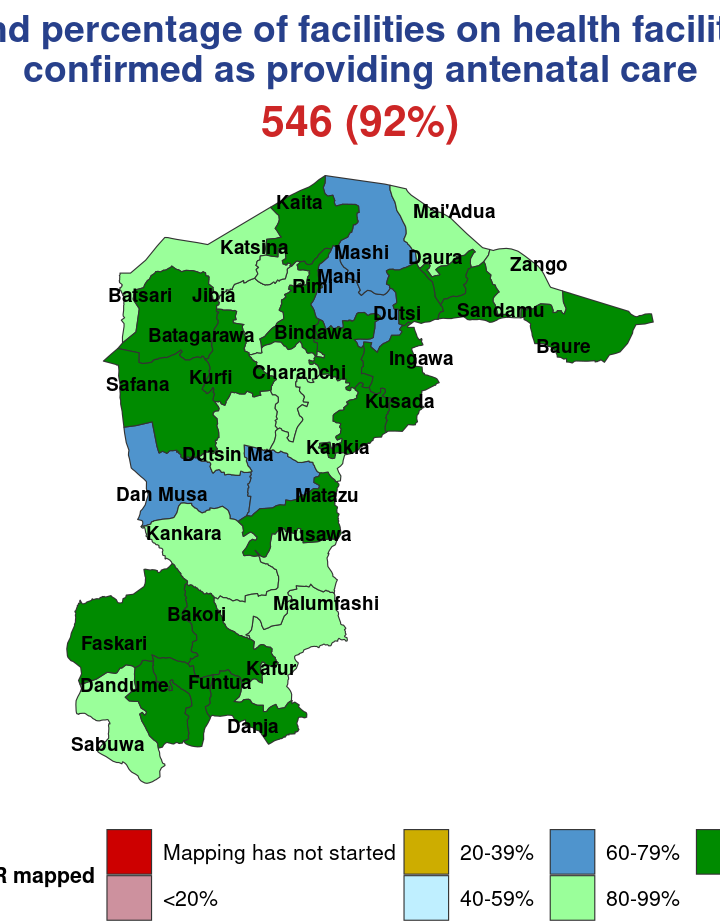 nd percentage of facilities on health facilit
confirmed as providing antenatal care
546 (92%)
Kaita
Mai'Adua
Katsina
Mashi
Daura
Zango
Mani
Rimi
Batsari
Jibia
Dutsi
Sandamu
Batagarawa
Bindawa
Baure
Ingawa
Charanchi
Safana
Kurfi
Kusada
Kankia
Dutsin Ma
Dan Musa
Matazu
Kankara
Musawa
Malumfashi
Bakori
Faskari
Kafur
Dandume
Funtua
Danja
Sabuwa
R mapped
Mapping has not started
20-39%
60-79%
<20%
40-59%
80-99%